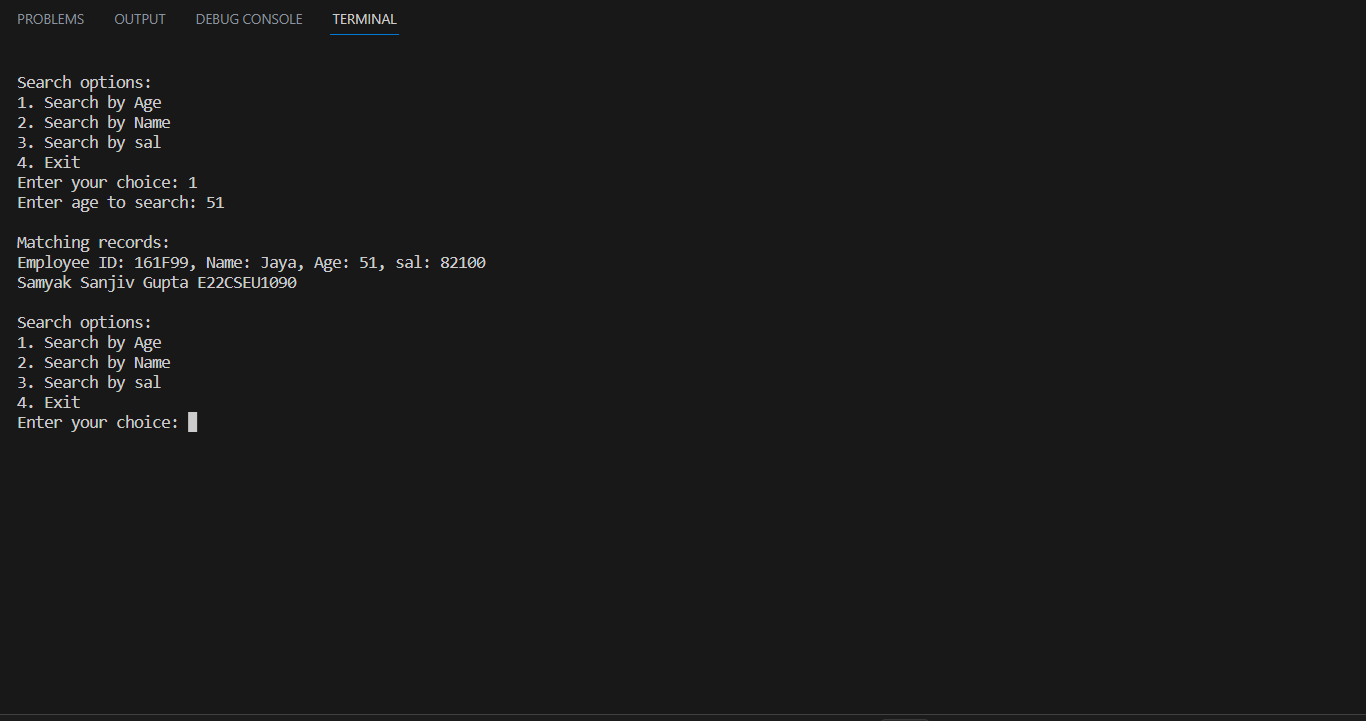 PROBLEMS OUTPUT DEBUG CONSOLE TERMINAL
Search options:
1. Search by Age
2. Search by Name
3. Search by sal
4. Exit
Enter your choice: 1
Enter age to search: 51
Matching records:
Employee ID: 161F99, Name: Jaya, Age: 51, sal: 82100
Samyak Sanjiv Gupta E22CSEU1090
Search options:
1. Search by Age
2. Search by Name
3. Search by sal
4. Exit
Enter your choice: